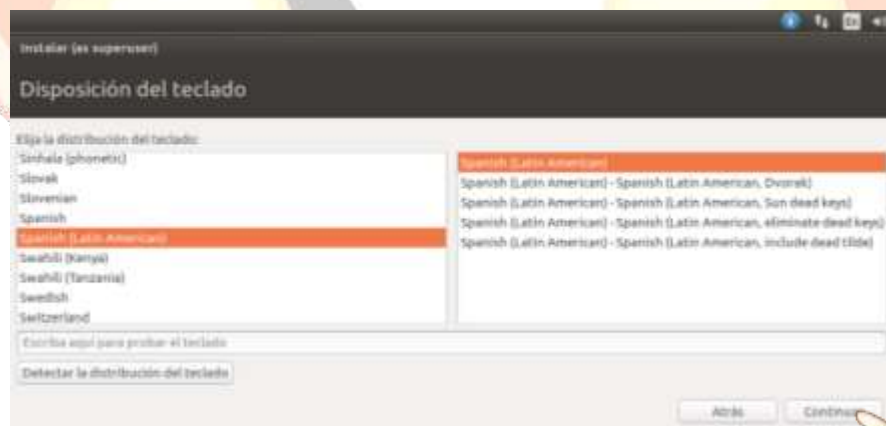 Es
Instalar (as superuser)
Disposición del teclado
Elija la distribución del teclado:
Sinhala (phonetic)
Slovak
Slovenian
Spanish
Spanish (Latin American)
Swahili (Kenya)
Swahili (Tanzania)
Swedish
Switzerland
Spanish (Latin American)
Spanish (Latin American) - Spanish (Latin American, Dvorak)
Spanish (Latin American) - Spanish (Latin American, Sun dead keys)
Spanish (Latin American) - Spanish (Latin American, eliminate dead keys)
Spanish (Latin American) - Spanish (Latin American, include dead tilde)
Escriba aquí para probar el teclado
Detectar la distribución del teclado
Atrás
Continuar